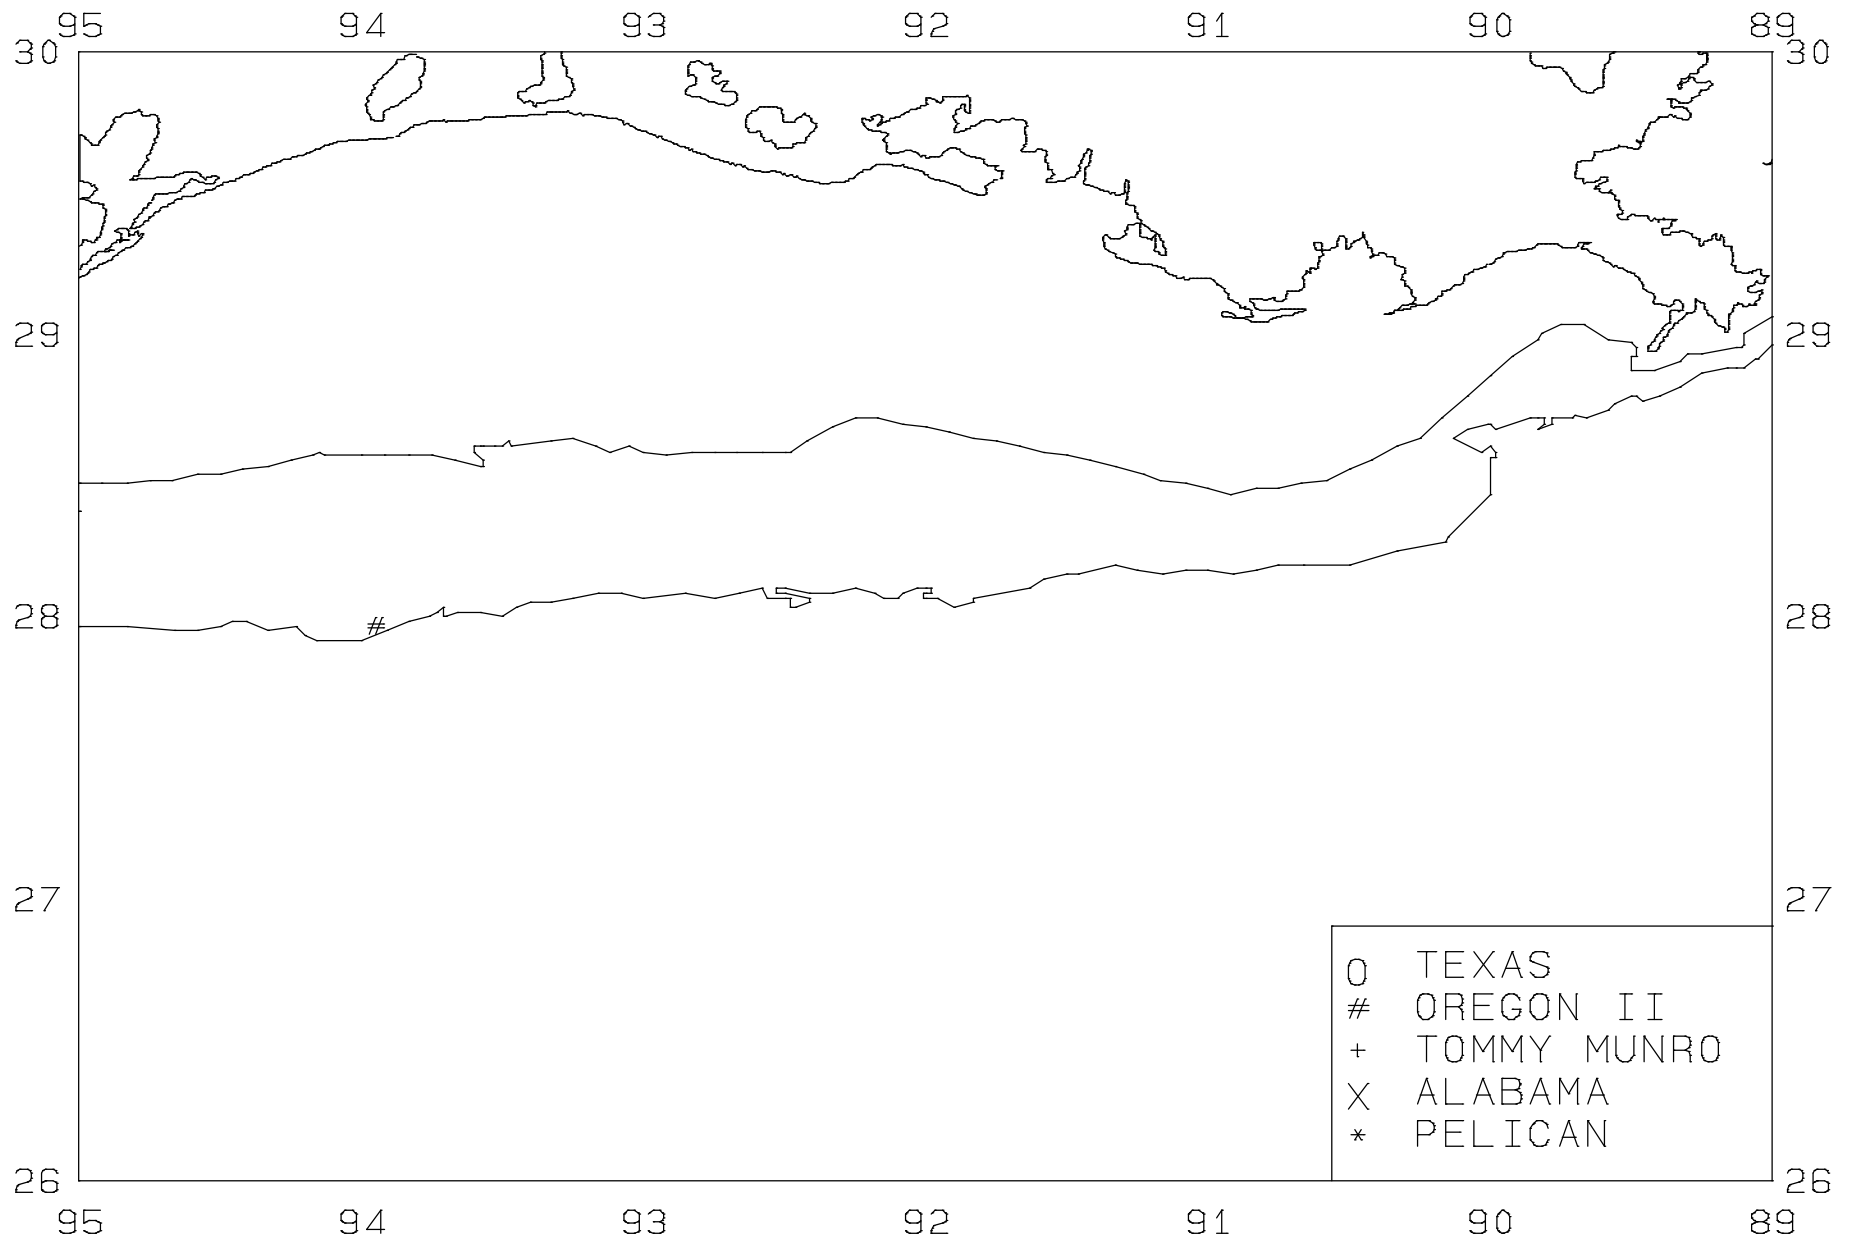 95 94 93 92 91 90 89
30 30
29 29
28 28
#
27 27
O TEXAS
# OREGON II
+ TOMMY MUNRO
X ALABAMA
* PELICAN
26 26
95 94 93 92 91 90 89